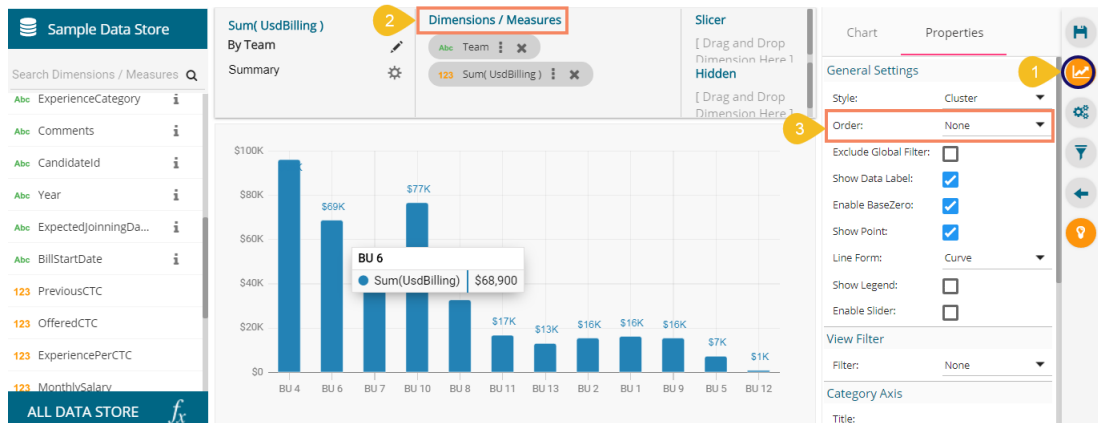 Sample Data Store
Search Dimensions / Measures
Abc ExperienceCategory i
Abc Comments i
Abc CandidateId i
Abc Year i
Abc ExpectedJoinningDa... i
Abc BillStartDate i
123 PreviousCTC
123 OfferedCTC
123 ExperiencePerCTC
123 MonthlySalary
ALL DATA STORE fx
Sum( UsdBilling )
By Team
Summary
2
Dimensions / Measures
Abc Team
123 Sum( UsdBilling )
Slicer
[ Drag and Drop
Dimension Here ]
Hidden
[ Drag and Drop
Dimension Here ]
$100K
$80K
$60K
$40K
$20K
$0
$69K
$77K
$17K
$13K
$16K
$16K
$16K
$7K
$1K
BU 6
Sum(UsdBilling) $68,900
BU 4
BU 6
BU 7
BU 10
BU 8
BU 11
BU 13
BU 2
BU 1
BU 9
BU 5
BU 12
Chart
Properties
General Settings
1
Style: Cluster
3
Order: None
Exclude Global Filter:
Show Data Label:
Enable BaseZero:
Show Point:
Line Form: Curve
Show Legend:
Enable Slider:
View Filter
Filter: None
Category Axis
Title: